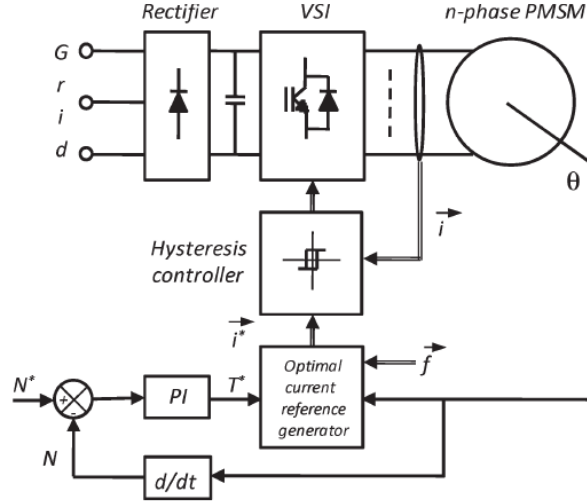 Rectifier
VSI
n-phase PMSM
G
r
i
d
θ
i
Hysteresis
controller
i*
Optimal
current
reference
generator
f
N*
+
-
PI
T*
N
d/dt